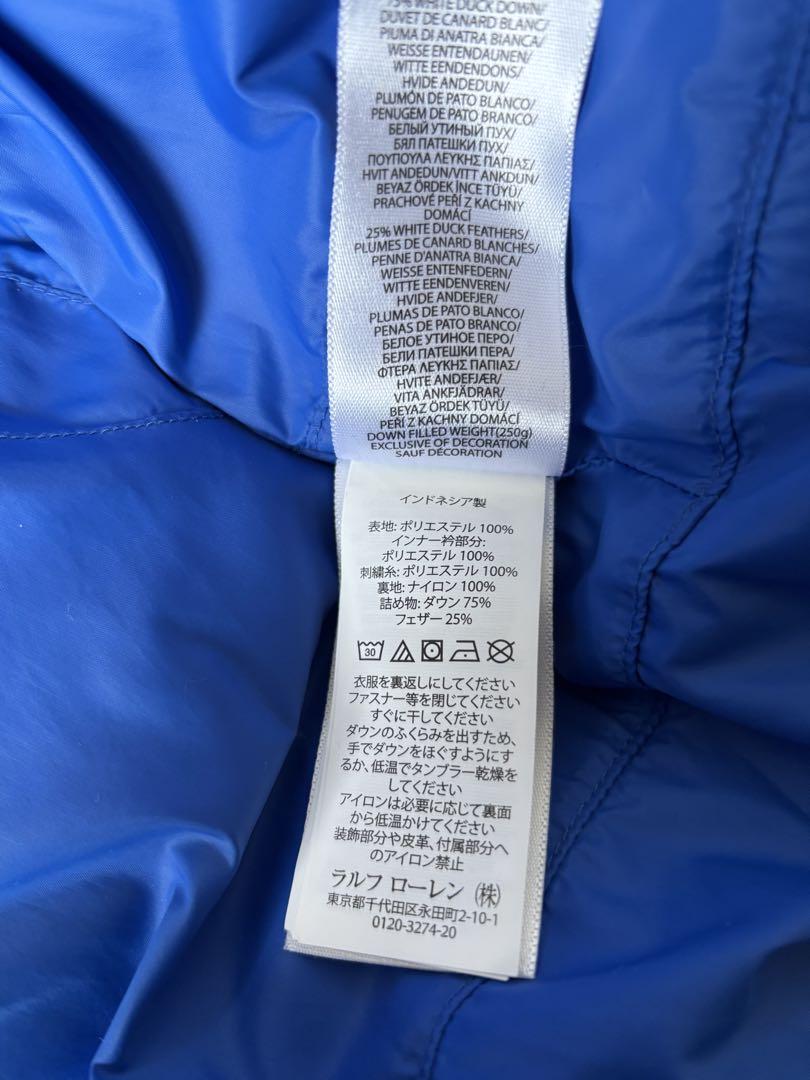 75% WHITE DUCK DOWN/
DUVET DE CANARD BLANC/
PIUMA DI ANATRA BIANCA/
WEISSE ENTENDAUNEN/
WITTE EENDENDONS/
HVIDE ANDEDUN/
PLUMÓN DE PATO BLANCO/
PENUGEM DE PATO BRANCO/
БЕЛЫЙ УТИНЫЙ ПУХ/
БЯЛ ПАТЕШКИ ПУХ/
ΠΟΥΠΟΥΛΑ ΛΕΥΚΗΣ ΠΑΠΙΑΣ/
HVIT ANDEDUN/VITT ANKDUN/
BEYAZ ÖRDEK İNCE TÜYÜ/
PRACHOVÉ PEŘÍ Z KACHNY
DOMÁCÍ
25% WHITE DUCK FEATHERS/
PLUMES DE CANARD BLANCHES/
PENNE D'ANATRA BIANCA/
WEISSE ENTENFEDERN/
WITTE EENDENVEREN/
HVIDE ANDEFJER/
PLUMAS DE PATO BLANCO/
PENAS DE PATO BRANCO/
БЕЛОЕ УТИНОЕ ПЕРО/
БЕЛИ ПАТЕШКИ ПЕРА/
ΦΤΕΡΑ ΛΕΥΚΗΣ ΠΑΠΙΑΣ/
HVITE ANDEFJÆR/
VITA ANKFJÄDRAR/
BEYAZ ÖRDEK TÜYÜ/
PEŘÍ Z KACHNY DOMÁCÍ
DOWN FILLED WEIGHT(250g)
EXCLUSIVE OF DECORATION
SAUF DÉCORATION
インドネシア製
表地: ポリエステル 100%
インナー衿部分:
ポリエステル 100%
刺繍糸: ポリエステル 100%
裏地: ナイロン 100%
詰め物: ダウン 75%
フェザー 25%
30
衣服を裏返しにしてください
ファスナー等を閉じてください
すぐに干してください
ダウンのふくらみを出すため、
手でダウンをほぐすようにす
るか、低温でタンブラー乾燥を
してください
アイロンは必要に応じて裏面
から低温かけてください
装飾部分や皮革、付属部分へ
のアイロン禁止
ラルフ ローレン (株)
東京都千代田区永田町2-10-1
0120-3274-20